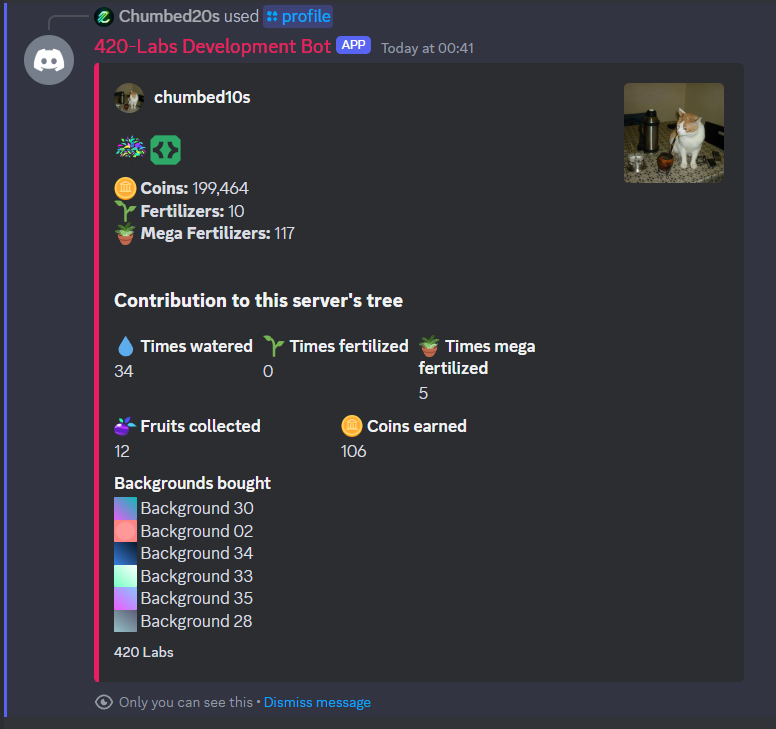 Chumbed20s used profile
420-Labs Development Bot APP Today at 00:41
chumbed10s
Coins: 199,464
Fertilizers: 10
Mega Fertilizers: 117
Contribution to this server's tree
Times watered
34
Times fertilized
0
Times mega
fertilized
5
Fruits collected
12
Coins earned
106
Backgrounds bought
Background 30
Background 02
Background 34
Background 33
Background 35
Background 28
420 Labs
Only you can see this • Dismiss message